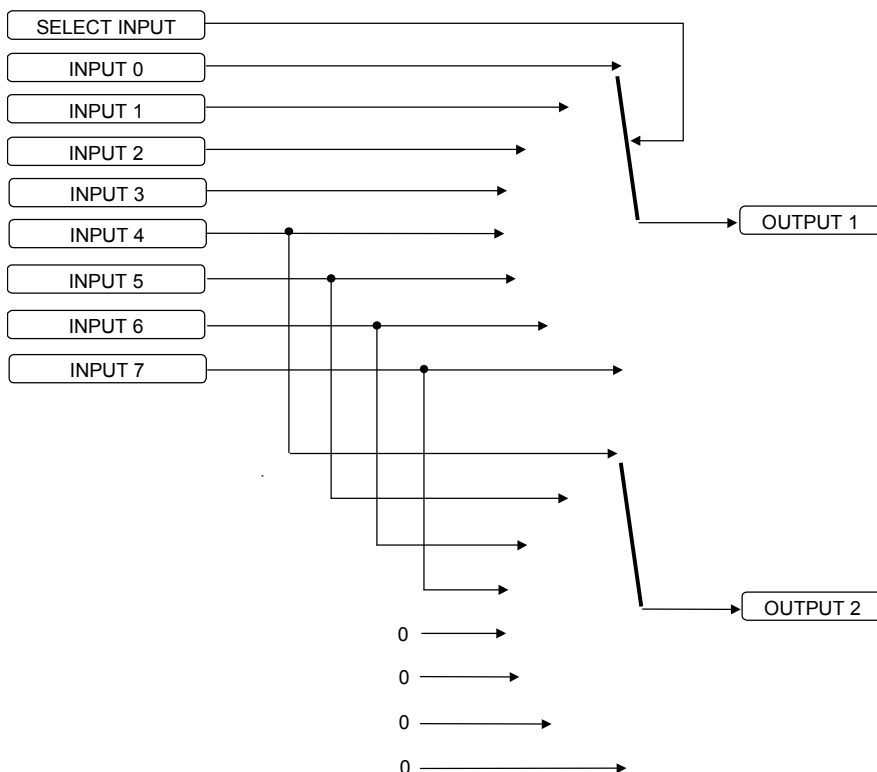 SELECT INPUT
INPUT 0
INPUT 1
INPUT 2
INPUT 3
INPUT 4
OUTPUT 1
INPUT 5
INPUT 6
INPUT 7
OUTPUT 2
0
0
0
0